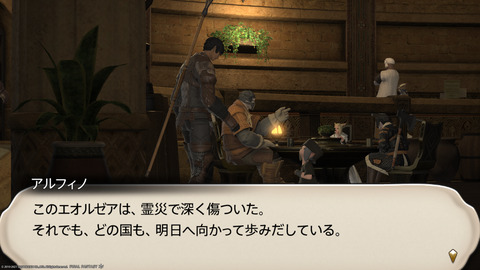 アルフィノ
このエオルゼアは、霊災で深く傷ついた。
それでも、どの国も、明日へ向かって歩みだしている。